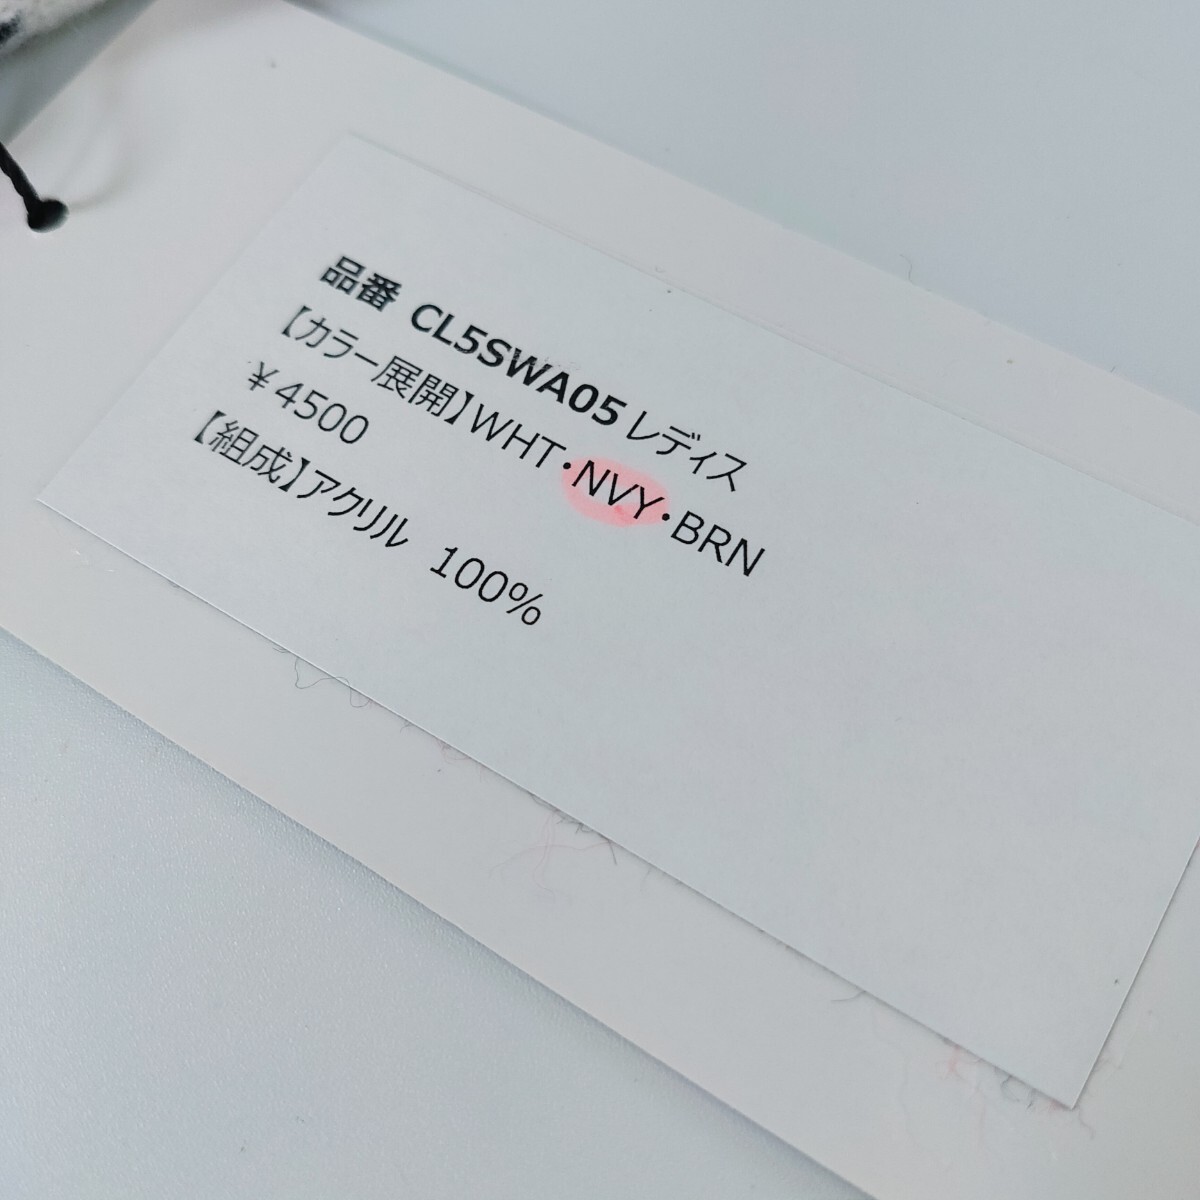 品番 CL5SWA05 レディス
【カラー展開】WHT・NVY・BRN
￥4500
【組成】アクリル 100%